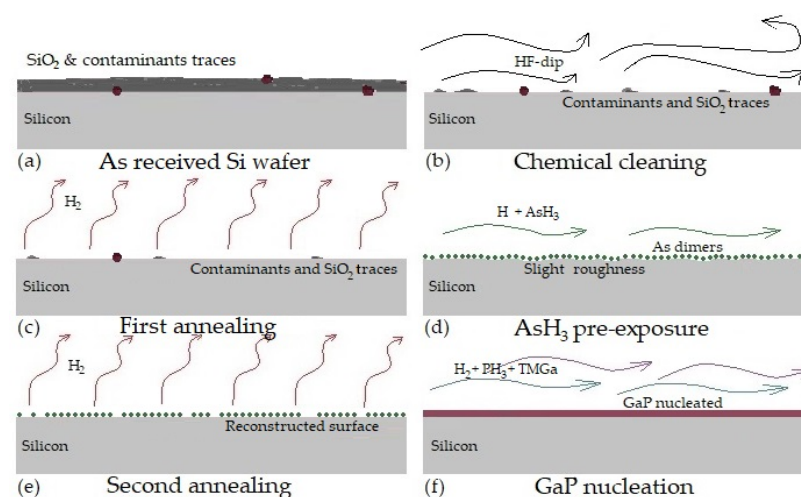 SiO₂ & contaminants traces
Silicon
(a) As received Si wafer
HF-dip
Contaminants and SiO₂ traces
Silicon
(b) Chemical cleaning
H₂
Contaminants and SiO₂ traces
Silicon
(c) First annealing
H + AsH₃
As dimers
Slight roughness
Silicon
(d) AsH₃ pre-exposure
H₂
Reconstructed surface
Silicon
(e) Second annealing
H₂ + PH₃ + TMGa
GaP nucleated
Silicon
(f) GaP nucleation